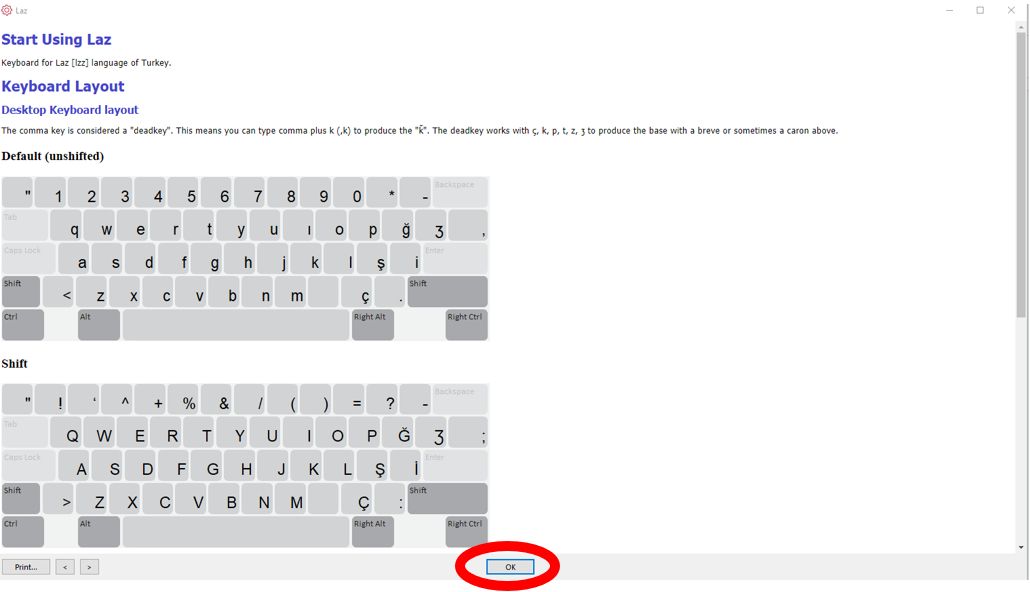 Laz
Start Using Laz
Keyboard for Laz [lzz] language of Turkey.
Keyboard Layout
Desktop Keyboard layout
The comma key is considered a "deadkey". This means you can type comma plus k (,k) to produce the "k̆". The deadkey works with ç, k, p, t, z, ʒ to produce the base with a breve or sometimes a caron above.
Default (unshifted)
" 1 2 3 4 5 6 7 8 9 0 * - Backspace
Tab q w e r t y u ı o p ğ ʒ ,
Caps Lock a s d f g h j k l ş i Enter
Shift < z x c v b n m ç . Shift
Ctrl Alt Right Alt Right Ctrl
Shift
" ! ‘ ^ + % & / ( ) = ? - Backspace
Tab Q W E R T Y U I O P Ğ Ʒ ;
Caps Lock A S D F G H J K L Ş İ Enter
Shift > Z X C V B N M Ç : Shift
Ctrl Alt Right Alt Right Ctrl
Print... < > OK